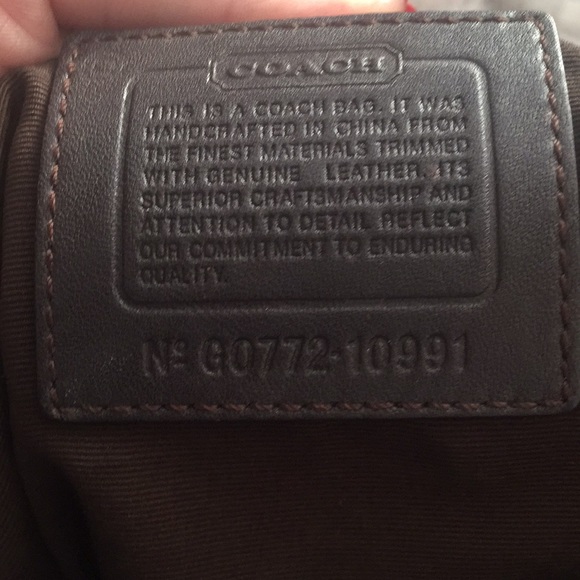 COACH
THIS IS A COACH BAG. IT WAS
HANDCRAFTED IN CHINA FROM
THE FINEST MATERIALS TRIMMED
WITH GENUINE LEATHER. ITS
SUPERIOR CRAFTSMANSHIP AND
ATTENTION TO DETAIL REFLECT
OUR COMMITMENT TO ENDURING
QUALITY.
Nº G0772-10991